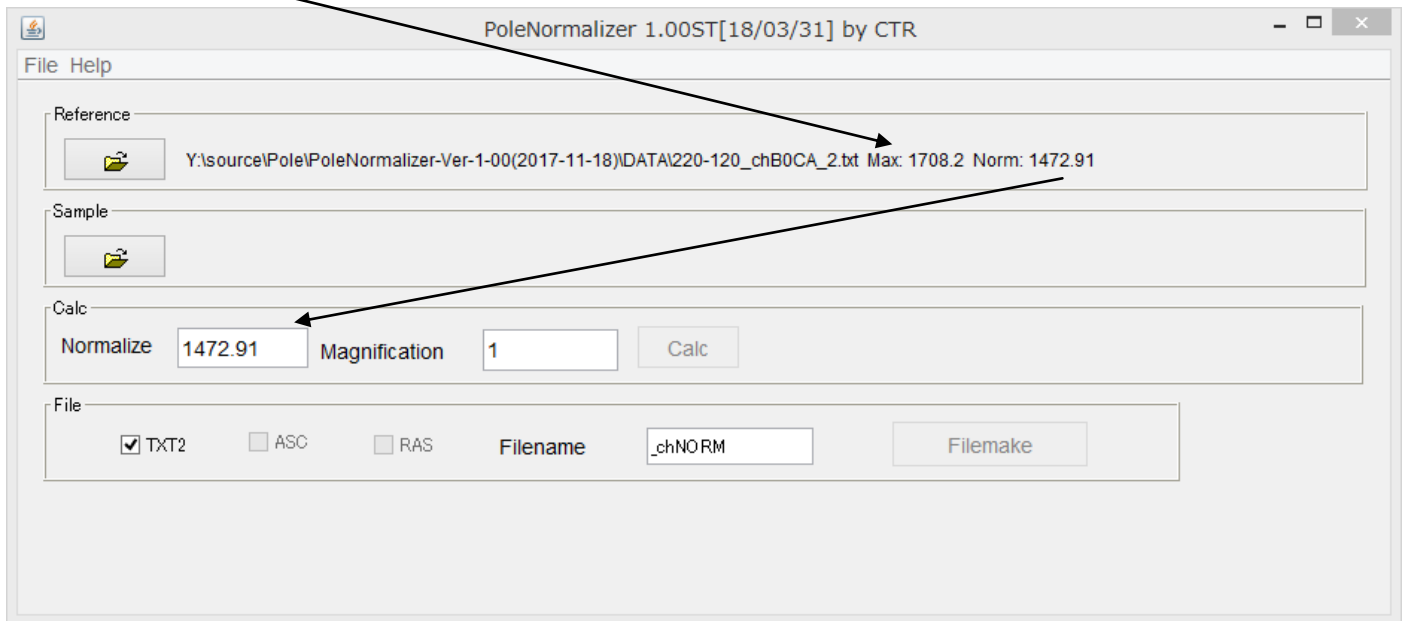 PoleNormalizer 1.00ST[18/03/31] by CTR
File Help
Reference
Y:\source\Pole\PoleNormalizer-Ver-1-00(2017-11-18)\DATA\220-120_chB0CA_2.txt Max: 1708.2 Norm: 1472.91
Sample
Calc
Normalize 1472.91 Magnification 1 Calc
File
TXT2 ASC RAS Filename _chNORM Filemake